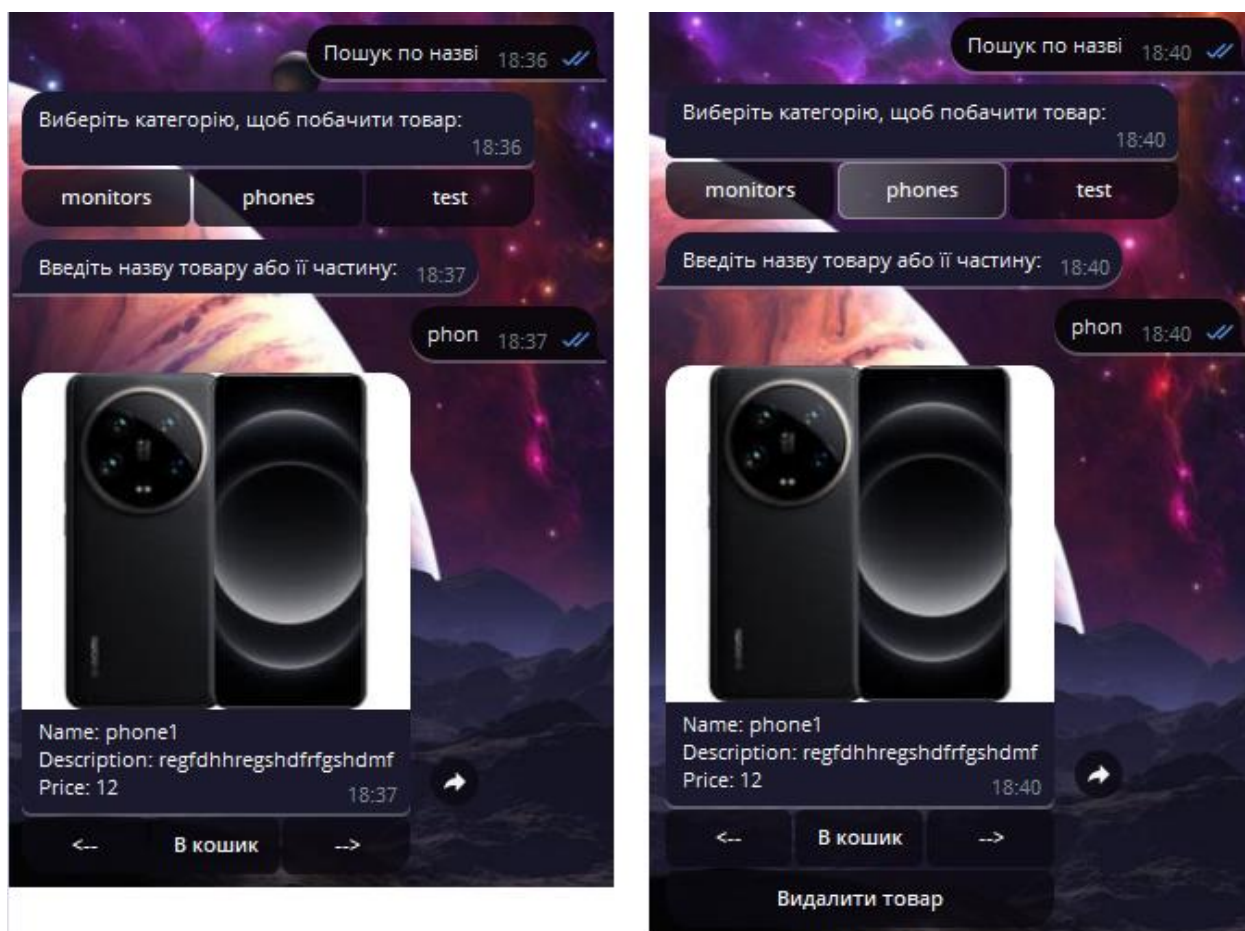 Пошук по назві 18:36
Виберіть категорію, щоб побачити товар:
18:36
monitors phones test
Введіть назву товару або її частину: 18:37
phon 18:37
Name: phone1
Description: regfdhhregshdfrfgshdmf
Price: 12 18:37
<-- В кошик -->
Пошук по назві 18:40
Виберіть категорію, щоб побачити товар:
18:40
monitors phones test
Введіть назву товару або її частину: 18:40
phon 18:40
Name: phone1
Description: regfdhhregshdfrfgshdmf
Price: 12 18:40
<-- В кошик -->
Видалити товар